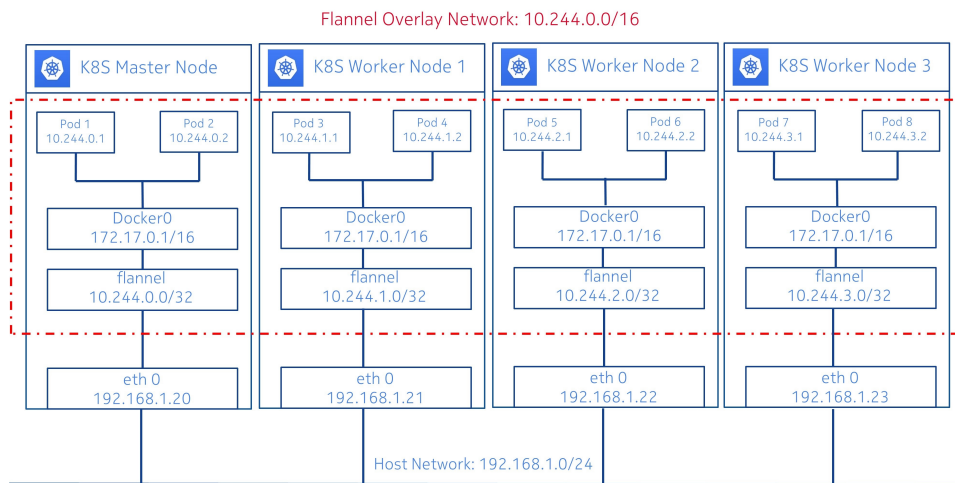 Flannel Overlay Network: 10.244.0.0/16
K8S Master Node
K8S Worker Node 1
K8S Worker Node 2
K8S Worker Node 3
Pod 1
10.244.0.1
Pod 2
10.244.0.2
Pod 3
10.244.1.1
Pod 4
10.244.1.2
Pod 5
10.244.2.1
Pod 6
10.244.2.2
Pod 7
10.244.3.1
Pod 8
10.244.3.2
Docker0
172.17.0.1/16
Docker0
172.17.0.1/16
Docker0
172.17.0.1/16
Docker0
172.17.0.1/16
flannel
10.244.0.0/32
flannel
10.244.1.0/32
flannel
10.244.2.0/32
flannel
10.244.3.0/32
eth 0
192.168.1.20
eth 0
192.168.1.21
eth 0
192.168.1.22
eth 0
192.168.1.23
Host Network: 192.168.1.0/24